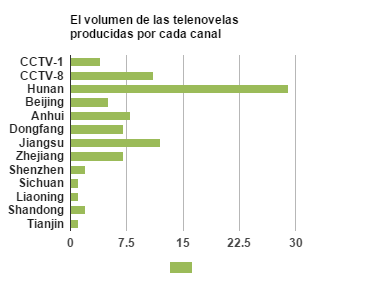 El volumen de las telenovelas
producidas por cada canal
CCTV-1
CCTV-8
Hunan
Beijing
Anhui
Dongfang
Jiangsu
Zhejiang
Shenzhen
Sichuan
Liaoning
Shandong
Tianjin
0 7.5 15 22.5 30